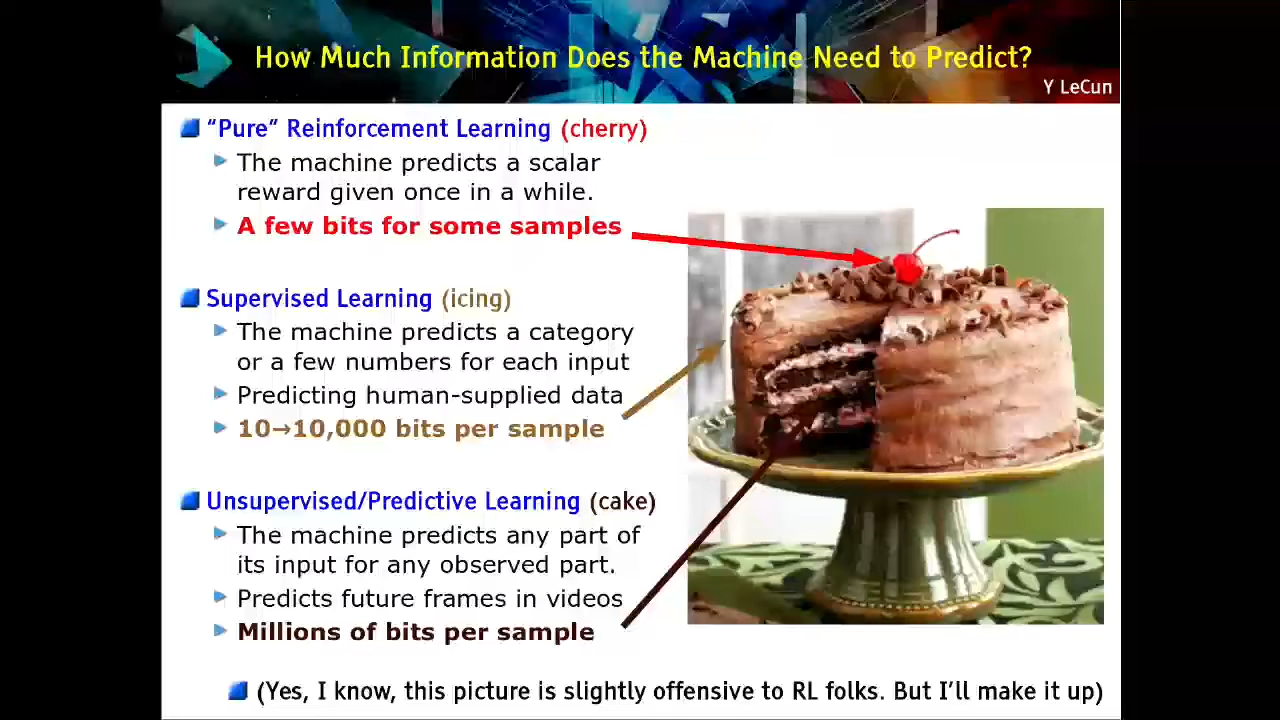 How Much Information Does the Machine Need to Predict?
Y LeCun
"Pure" Reinforcement Learning (cherry)
The machine predicts a scalar
reward given once in a while.
A few bits for some samples
Supervised Learning (icing)
The machine predicts a category
or a few numbers for each input
Predicting human-supplied data
10→10,000 bits per sample
Unsupervised/Predictive Learning (cake)
The machine predicts any part of
its input for any observed part.
Predicts future frames in videos
Millions of bits per sample
(Yes, I know, this picture is slightly offensive to RL folks. But I'll make it up)